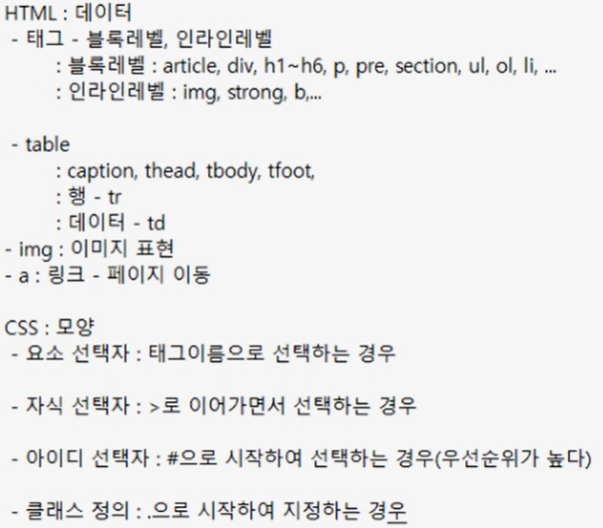 HTML : 데이터
- 태그 - 블록레벨, 인라인레벨
: 블록레벨 : article, div, h1~h6, p, pre, section, ul, ol, li, ...
: 인라인레벨 : img, strong, b,...
- table
: caption, thead, tbody, tfoot,
: 행 - tr
: 데이터 - td
- img : 이미지 표현
- a : 링크 - 페이지 이동
CSS : 모양
- 요소 선택자 : 태그이름으로 선택하는 경우
- 자식 선택자 : >로 이어가면서 선택하는 경우
- 아이디 선택자 : #으로 시작하여 선택하는 경우(우선순위가 높다)
- 클래스 정의 : .으로 시작하여 지정하는 경우